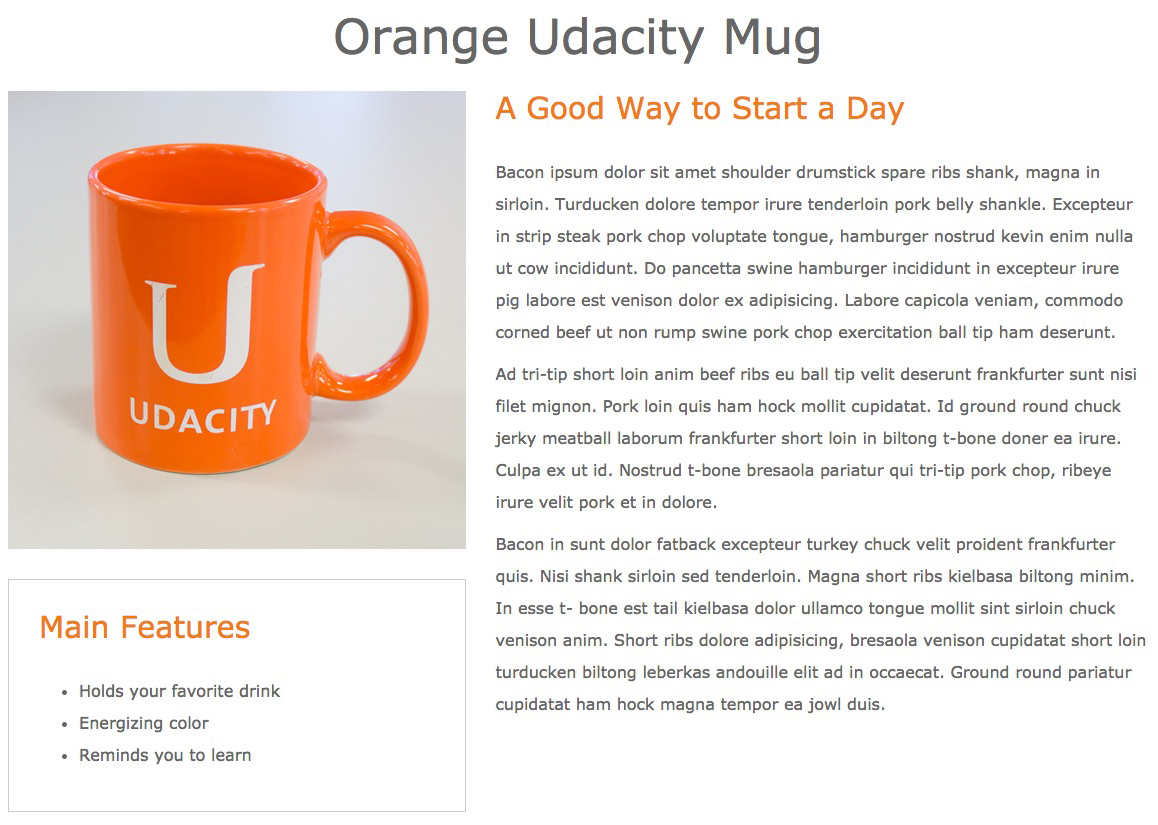 Orange Udacity Mug
U
UDACITY
Main Features
• Holds your favorite drink
• Energizing color
• Reminds you to learn
A Good Way to Start a Day
Bacon ipsum dolor sit amet shoulder drumstick spare ribs shank, magna in
sirloin. Turducken dolore tempor irure tenderloin pork belly shankle. Excepteur
in strip steak pork chop voluptate tongue, hamburger nostrud kevin enim nulla
ut cow incididunt. Do pancetta swine hamburger incididunt in excepteur irure
pig labore est venison dolor ex adipisicing. Labore capicola veniam, commodo
corned beef ut non rump swine pork chop exercitation ball tip ham deserunt.
Ad tri-tip short loin anim beef ribs eu ball tip velit deserunt frankfurter sunt nisi
filet mignon. Pork loin quis ham hock mollit cupidatat. Id ground round chuck
jerky meatball laborum frankfurter short loin in biltong t-bone doner ea irure.
Culpa ex ut id. Nostrud t-bone bresaola pariatur qui tri-tip pork chop, ribeye
irure velit pork et in dolore.
Bacon in sunt dolor fatback excepteur turkey chuck velit proident frankfurter
quis. Nisi shank sirloin sed tenderloin. Magna short ribs kielbasa biltong minim.
In esse t- bone est tail kielbasa dolor ullamco tongue mollit sint sirloin chuck
venison anim. Short ribs dolore adipisicing, bresaola venison cupidatat short loin
turducken biltong leberkas andouille elit ad in occaecat. Ground round pariatur
cupidatat ham hock magna tempor ea jowl duis.